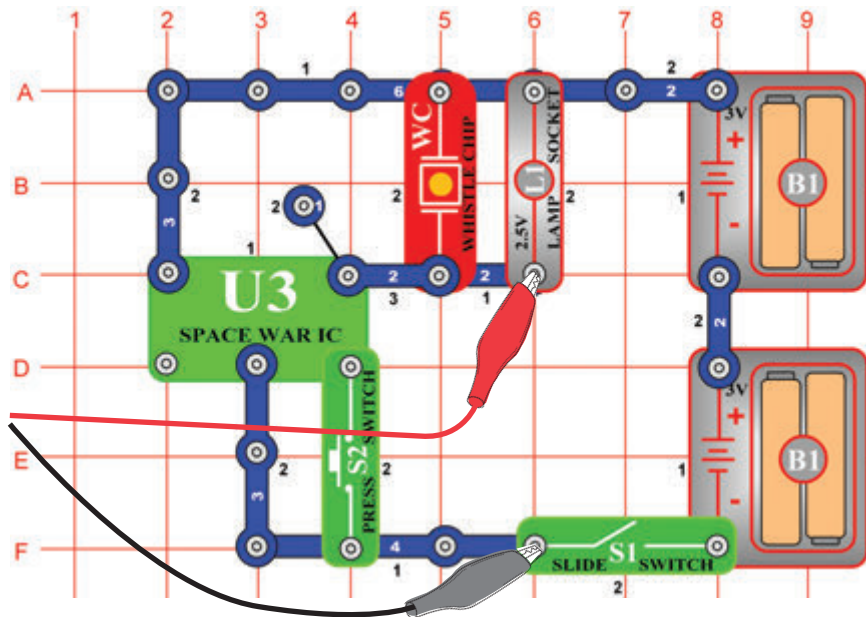 1 2 3 4 5 6 7 8 9
A
B
C
D
E
F
1
6
2
2
3
2
2
1
1
2
3
2
1
2
WC
WHISTLE CHIP
2
L1
LAMP SOCKET
2.5V
2
3V
+
-
B1
1
2
2
3V
+
-
B1
1
U3
SPACE WAR IC
3
2
S2
PRESS SWITCH
2
4
1
S1
SLIDE SWITCH
2